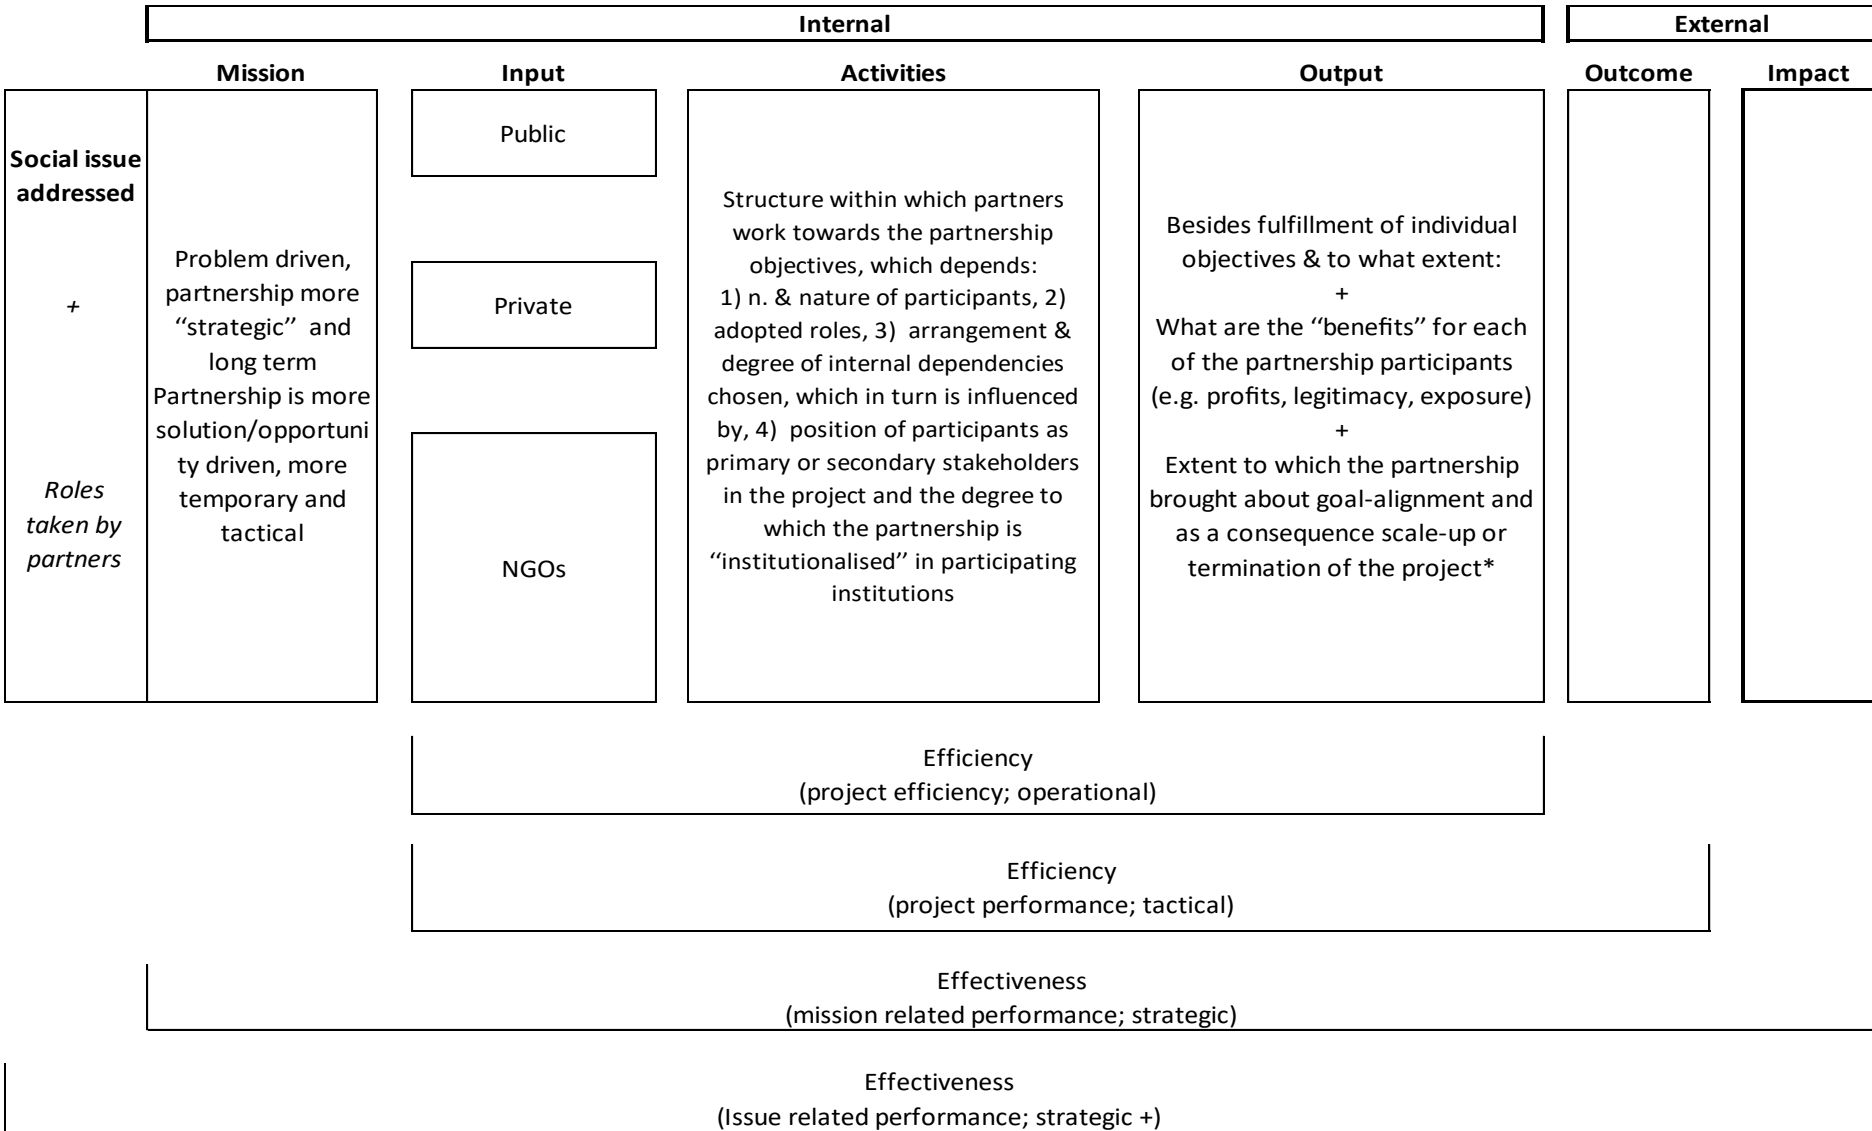 Internal
External
Mission
Input
Activities
Output
Outcome
Impact
Social issue
addressed
+
Roles
taken by
partners
Problem driven,
partnership more
‘‘strategic’’ and
long term
Partnership is more
solution/opportuni
ty driven, more
temporary and
tactical
Public
Private
NGOs
Structure within which partners
work towards the partnership
objectives, which depends:
1) n. & nature of participants, 2)
adopted roles, 3) arrangement &
degree of internal dependencies
chosen, which in turn is influenced
by, 4) position of participants as
primary or secondary stakeholders
in the project and the degree to
which the partnership is
‘‘institutionalised’’ in participating
institutions
Besides fulfillment of individual
objectives & to what extent:
+
What are the ‘‘benefits’’ for each
of the partnership participants
(e.g. profits, legitimacy, exposure)
+
Extent to which the partnership
brought about goal-alignment and
as a consequence scale-up or
termination of the project*
Efficiency
(project efficiency; operational)
Efficiency
(project performance; tactical)
Effectiveness
(mission related performance; strategic)
Effectiveness
(Issue related performance; strategic +)